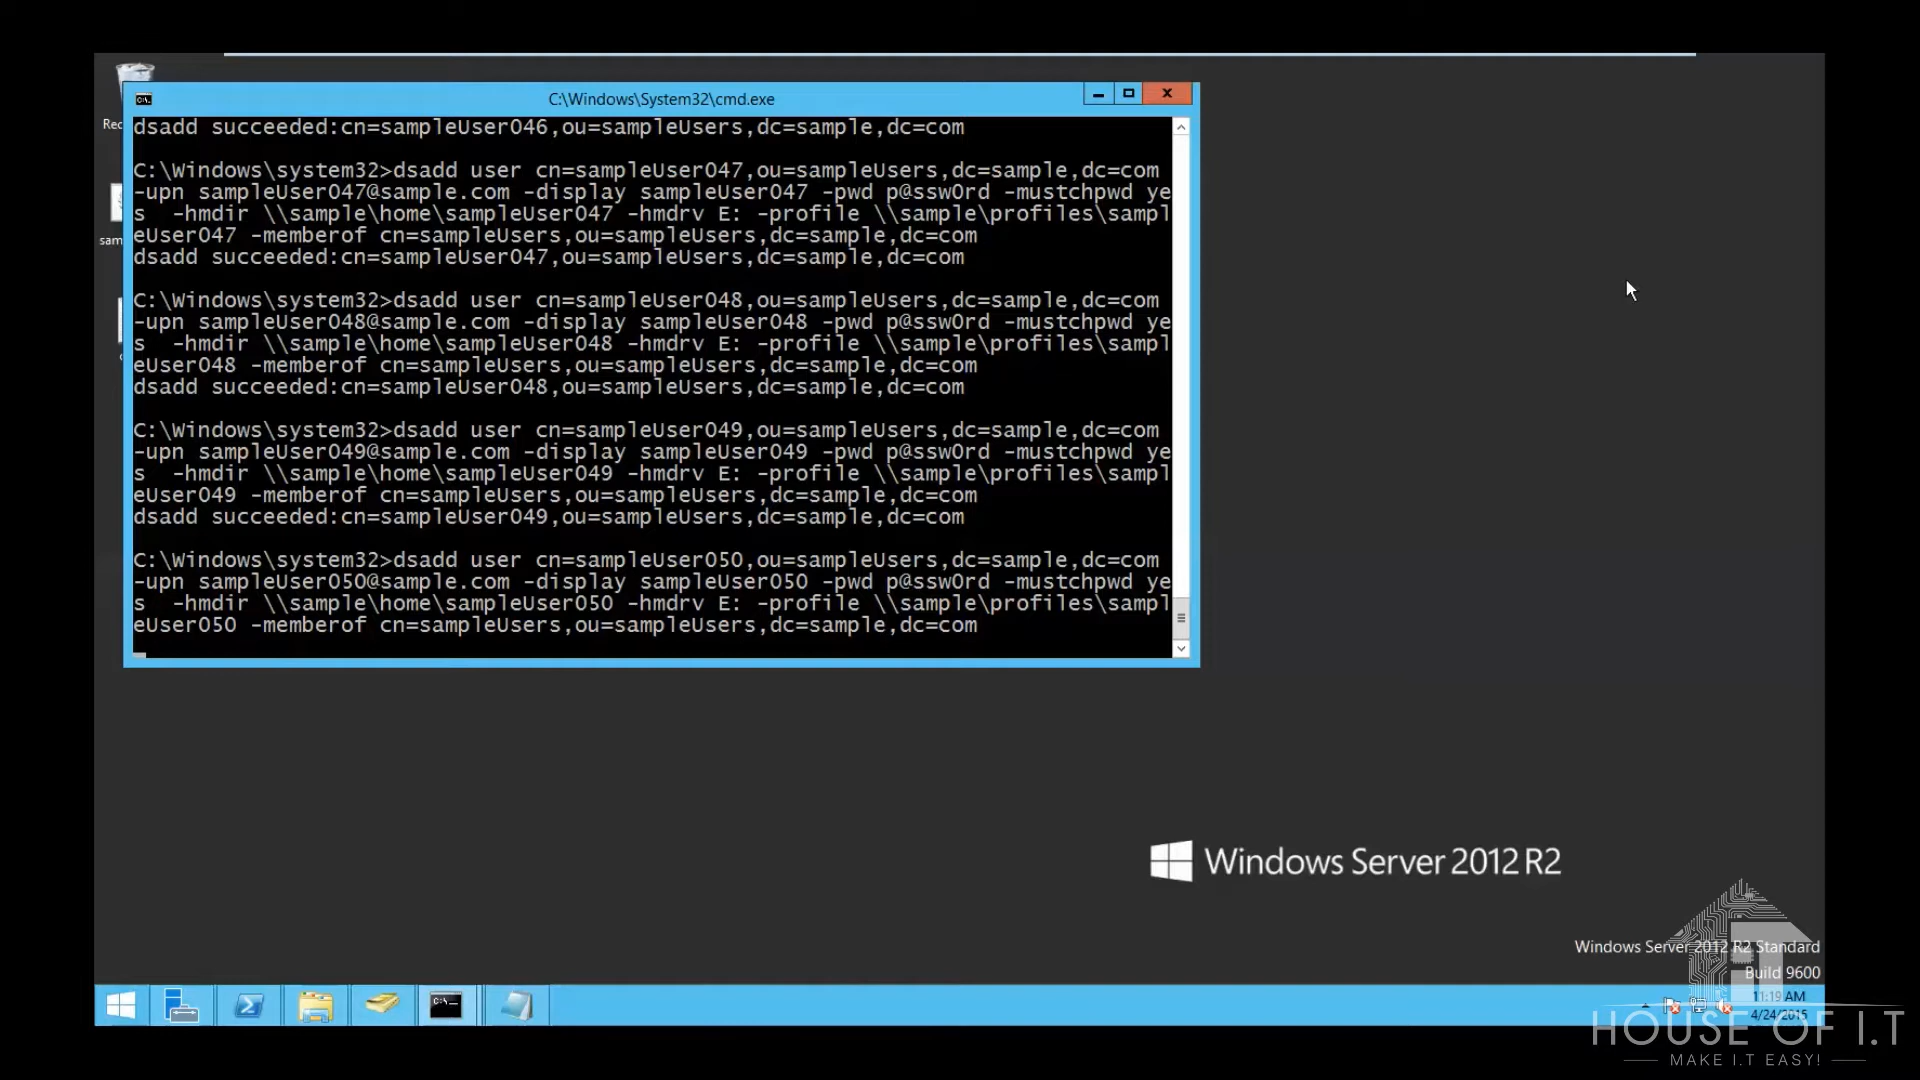 C:\Windows\System32\cmd.exe
Rec
dsadd succeeded:cn=sampleUser046,ou=sampleUsers,dc=sample,dc=com
C:\Windows\system32>dsadd user cn=sampleUser047,ou=sampleUsers,dc=sample,dc=com
-upn sampleUser047@sample.com -display sampleUser047 -pwd p@ssw0rd -mustchpwd ye
s  -hmdir \\sample\home\sampleUser047 -hmdrv E: -profile \\sample\profiles\sampl
sam
eUser047 -memberof cn=sampleUsers,ou=sampleUsers,dc=sample,dc=com
dsadd succeeded:cn=sampleUser047,ou=sampleUsers,dc=sample,dc=com
C:\Windows\system32>dsadd user cn=sampleUser048,ou=sampleUsers,dc=sample,dc=com
-upn sampleUser048@sample.com -display sampleUser048 -pwd p@ssw0rd -mustchpwd ye
s  -hmdir \\sample\home\sampleUser048 -hmdrv E: -profile \\sample\profiles\sampl
eUser048 -memberof cn=sampleUsers,ou=sampleUsers,dc=sample,dc=com
dsadd succeeded:cn=sampleUser048,ou=sampleUsers,dc=sample,dc=com
C:\Windows\system32>dsadd user cn=sampleUser049,ou=sampleUsers,dc=sample,dc=com
-upn sampleUser049@sample.com -display sampleUser049 -pwd p@ssw0rd -mustchpwd ye
s  -hmdir \\sample\home\sampleUser049 -hmdrv E: -profile \\sample\profiles\sampl
eUser049 -memberof cn=sampleUsers,ou=sampleUsers,dc=sample,dc=com
dsadd succeeded:cn=sampleUser049,ou=sampleUsers,dc=sample,dc=com
C:\Windows\system32>dsadd user cn=sampleUser050,ou=sampleUsers,dc=sample,dc=com
-upn sampleUser050@sample.com -display sampleUser050 -pwd p@ssw0rd -mustchpwd ye
s  -hmdir \\sample\home\sampleUser050 -hmdrv E: -profile \\sample\profiles\sampl
eUser050 -memberof cn=sampleUsers,ou=sampleUsers,dc=sample,dc=com
Windows Server 2012 R2
Windows Server 2012 R2 Standard
Build 9600
11:19 AM
4/24/2015
HOUSE OF I.T
MAKE I.T EASY!